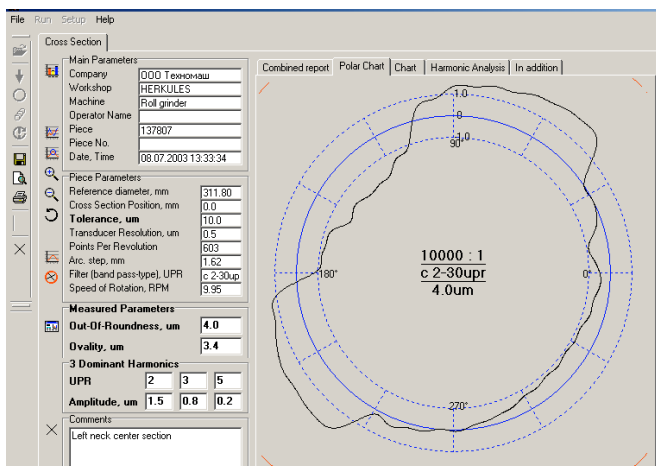 File Run Setup Help
Cross Section
Main Parameters
Company ООО Техномаш
Workshop HERKULES
Machine Roll grinder
Operator Name
Piece 137807
Piece No.
Date, Time 08.07.2003 13:33:34
Piece Parameters
Reference diameter, mm 311.80
Cross Section Position, mm 0.0
Tolerance, um 10.0
Transducer Resolution, um 0.5
Points Per Revolution 603
Arc. step, mm 1.62
Filter (band pass-type), UPR c 2-30up
Speed of Rotation, RPM 9.95
Measured Parameters
Out-Of-Roundness, um 4.0
Ovality, um 3.4
3 Dominant Harmonics
UPR 2 3 5
Amplitude, um 1.5 0.8 0.2
Comments
Left neck center section
Combined report Polar Chart Chart Harmonic Analysis In addition
1.0
0
-1.0
90°
10000 : 1
c 2-30upr
4.0um
180°
0°
270°